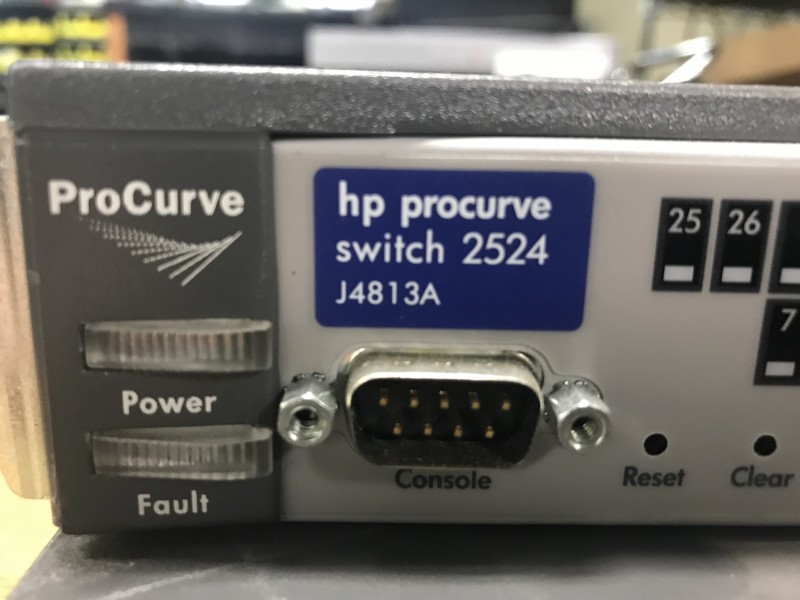 ProCurve
hp procurve
switch 2524
J4813A
25 26
7
Power
Fault
Console
Reset
Clear